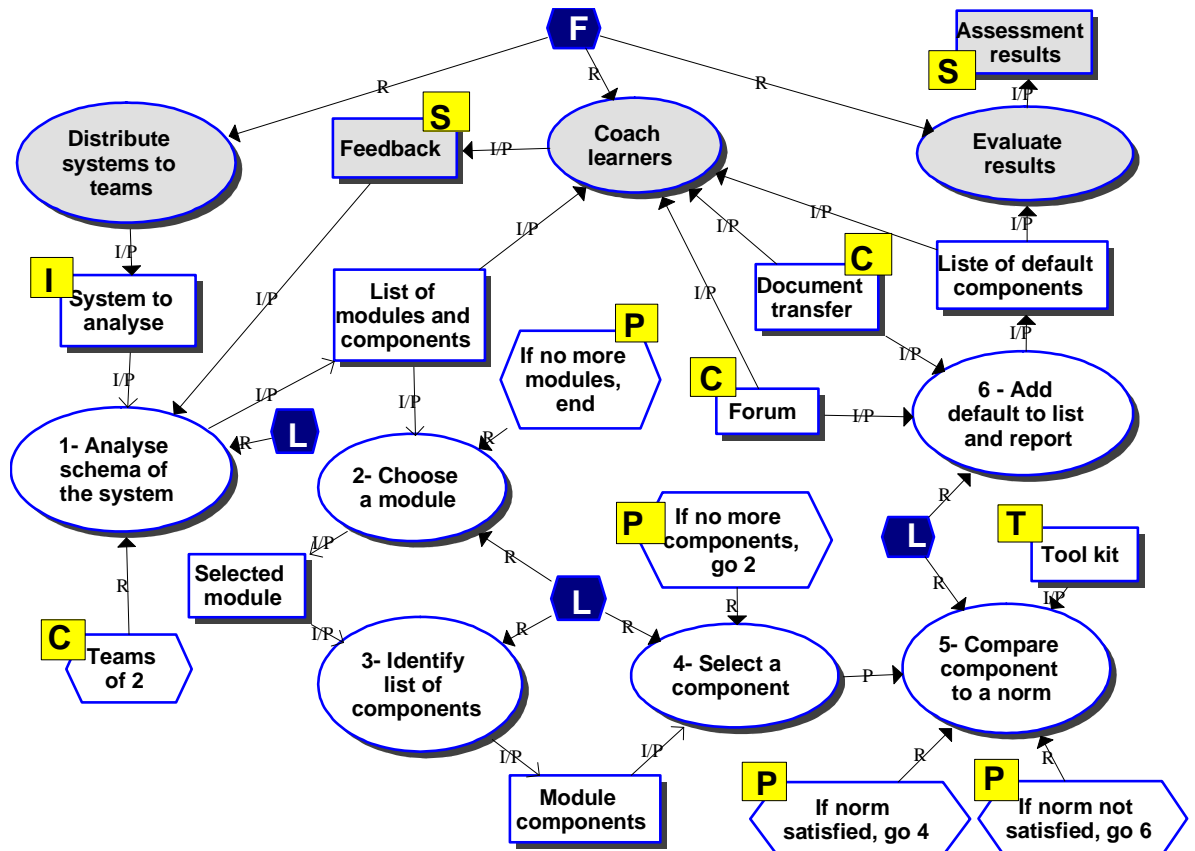 F
Assessment
results
S
R
R
R
I/P
S
Distribute
systems to
teams
Feedback
I/P
Coach
learners
Evaluate
results
I/P
I/P
I/P
I/P
I/P
I
System to
analyse
I/P
List of
modules and
components
I/P
C
Document
transfer
Liste of default
components
I/P
I/P
I/P
P
If no more
modules,
end
I/P
I/P
C
Forum
I/P
6 - Add
default to list
and report
1- Analyse
schema of
the system
R
L
R
2- Choose
a module
P
If no more
components,
go 2
R
T
Tool kit
L
I/P
Selected
module
R
L
R
I/P
R
C
Teams
of 2
I/P
R
R
R
3- Identify
list of
components
4- Select a
component
P
5- Compare
component
to a norm
I/P
I/P
R
R
Module
components
P
If norm
satisfied, go 4
P
If norm not
satisfied, go 6